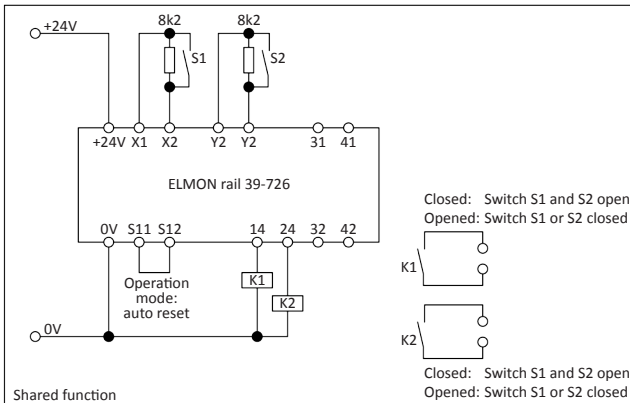 +24V
8k2
8k2
S1
S2
+24V X1 X2 Y2 Y2 31 41
ELMON rail 39-726
0V S11 S12 14 24 32 42
Operation
mode:
auto reset
K1
K2
0V
Shared function
Closed: Switch S1 and S2 open
Opened: Switch S1 or S2 closed
K1
K2
Closed: Switch S1 and S2 open
Opened: Switch S1 or S2 closed